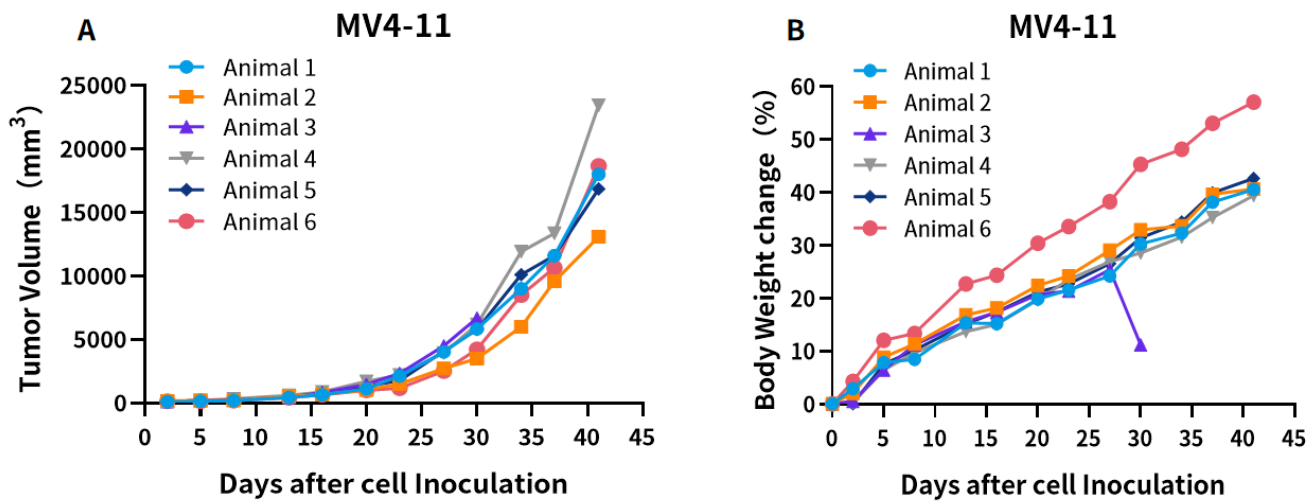 A
MV4-11
Animal 1
Animal 2
Animal 3
Animal 4
Animal 5
Animal 6
Tumor Volume (mm³)
25000
20000
15000
10000
5000
0
0 5 10 15 20 25 30 35 40 45
Days after cell Inoculation
B
MV4-11
Animal 1
Animal 2
Animal 3
Animal 4
Animal 5
Animal 6
Body Weight change (%)
60
50
40
30
20
10
0
0 5 10 15 20 25 30 35 40 45
Days after cell Inoculation